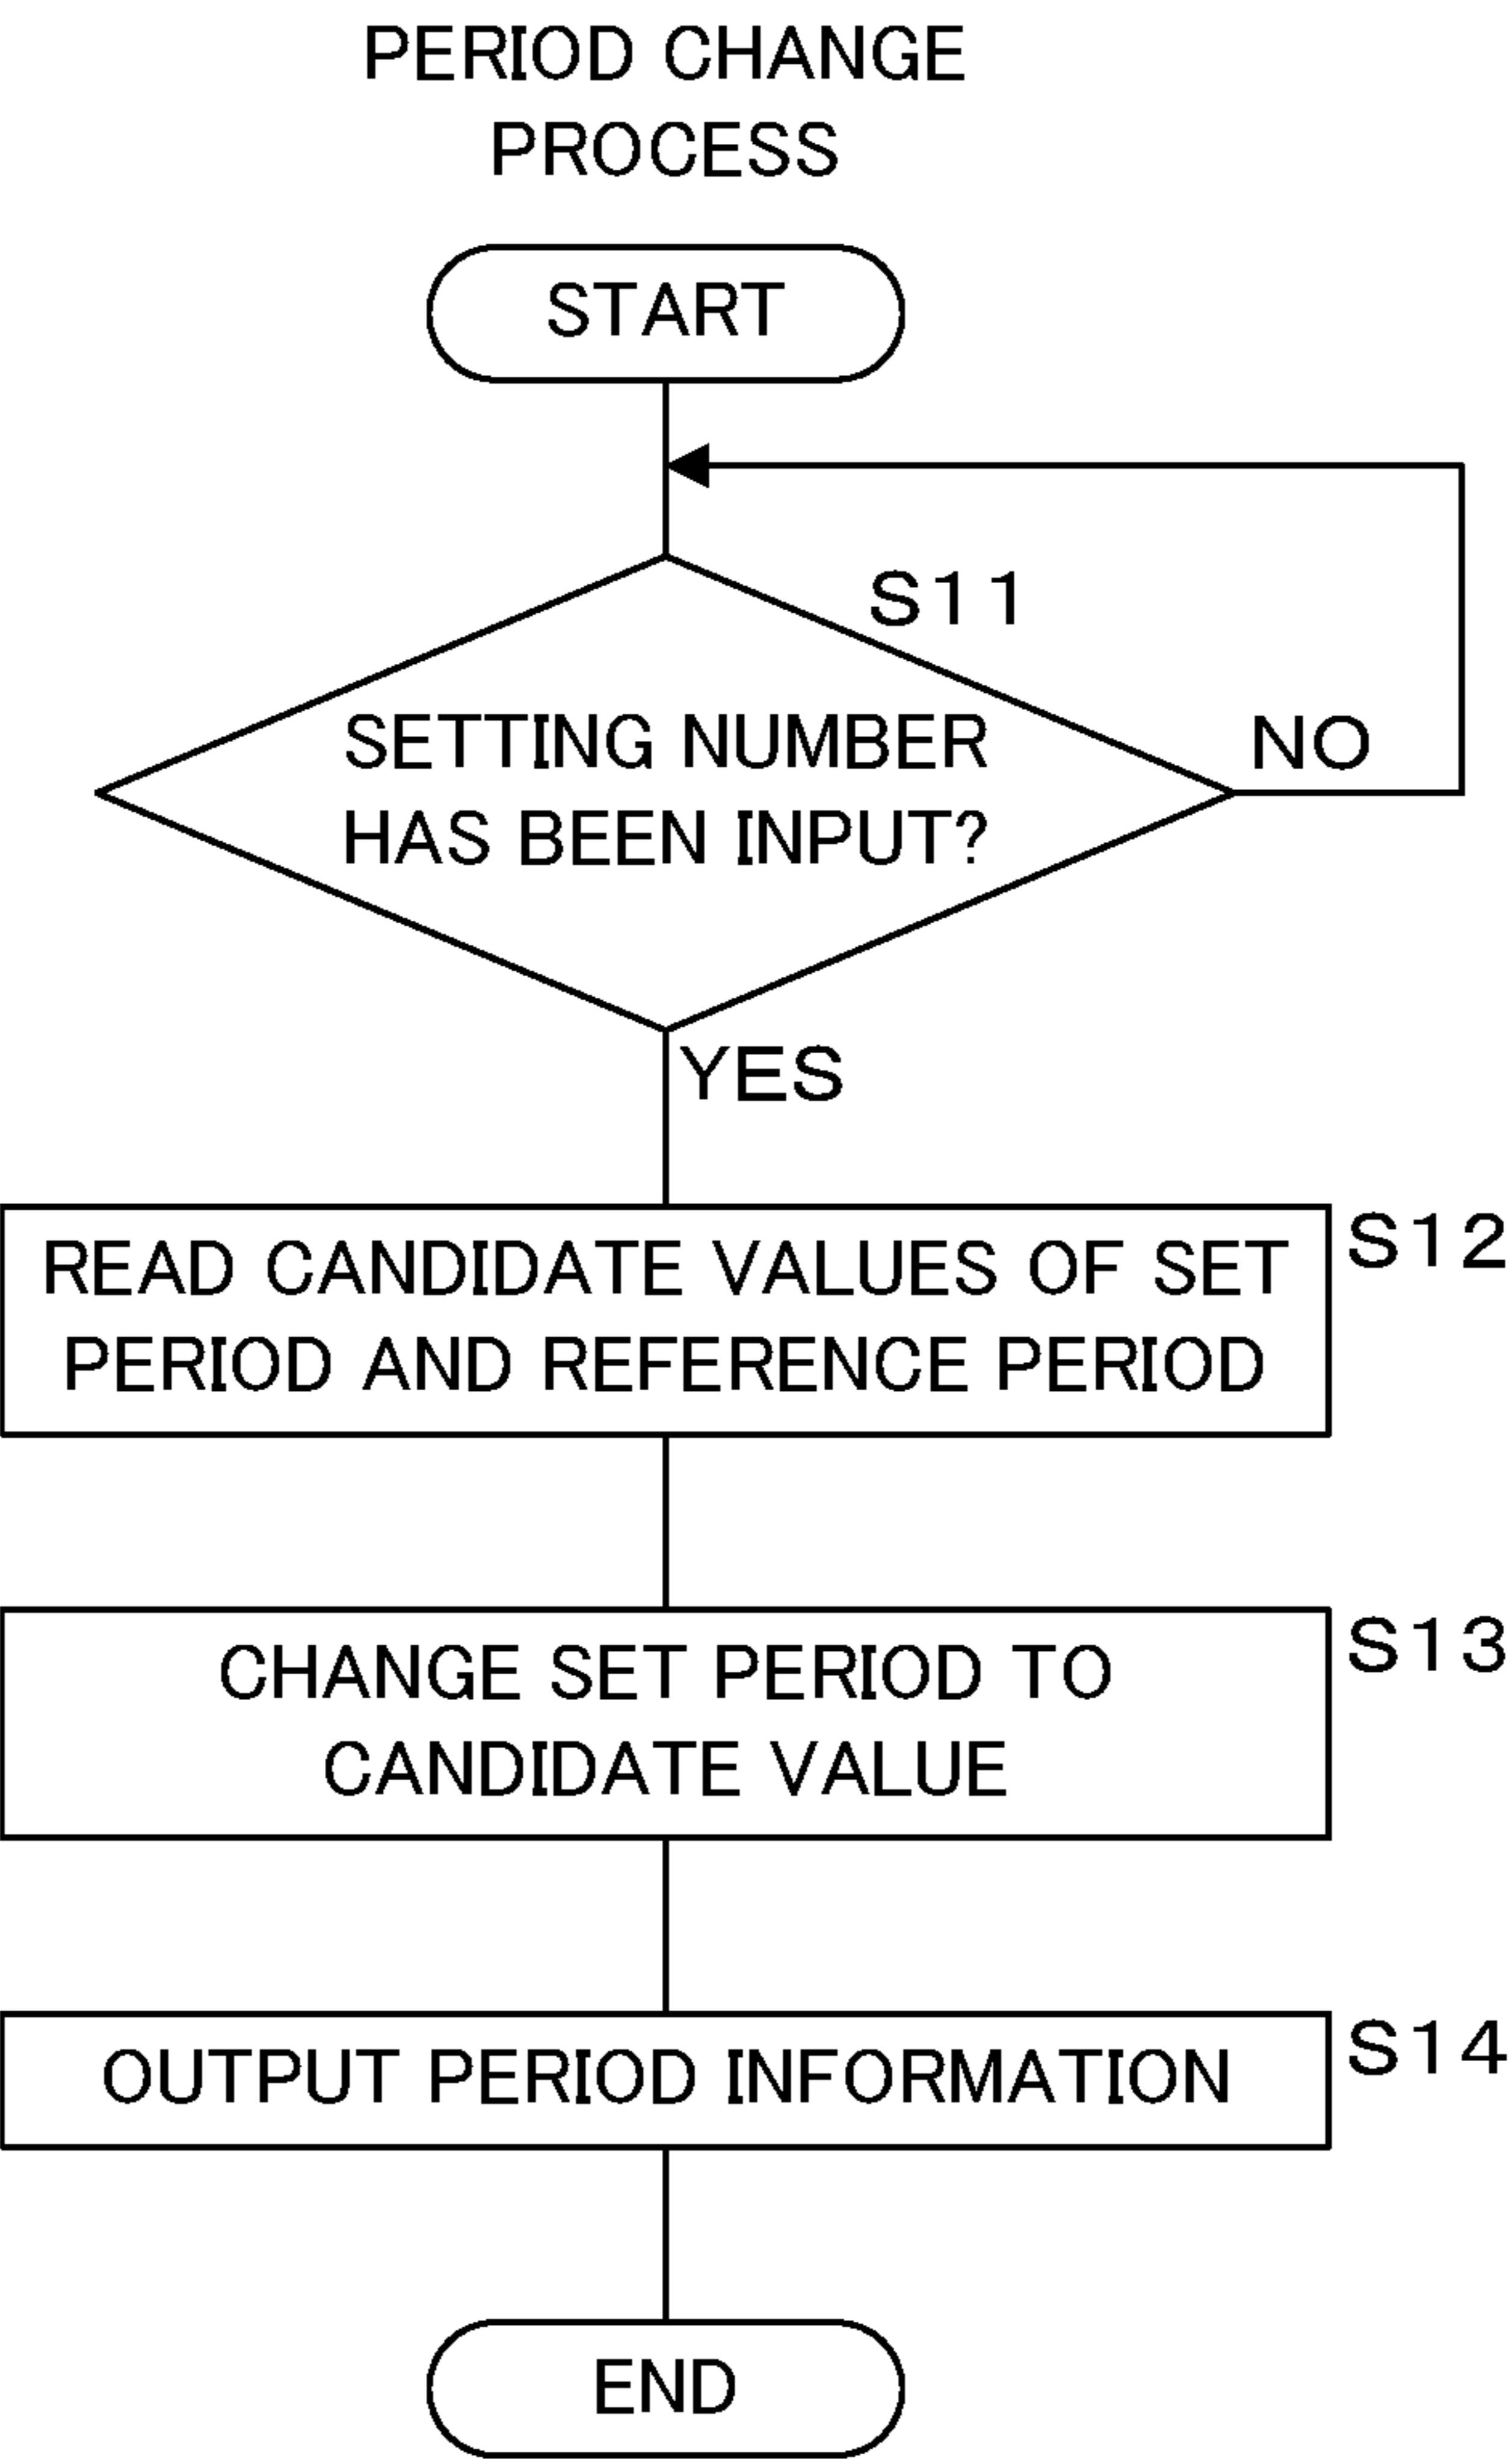 PERIOD CHANGE
PROCESS
START
S11
SETTING NUMBER
HAS BEEN INPUT?
NO
YES
S12
READ CANDIDATE VALUES OF SET
PERIOD AND REFERENCE PERIOD
S13
CHANGE SET PERIOD TO
CANDIDATE VALUE
S14
OUTPUT PERIOD INFORMATION
END